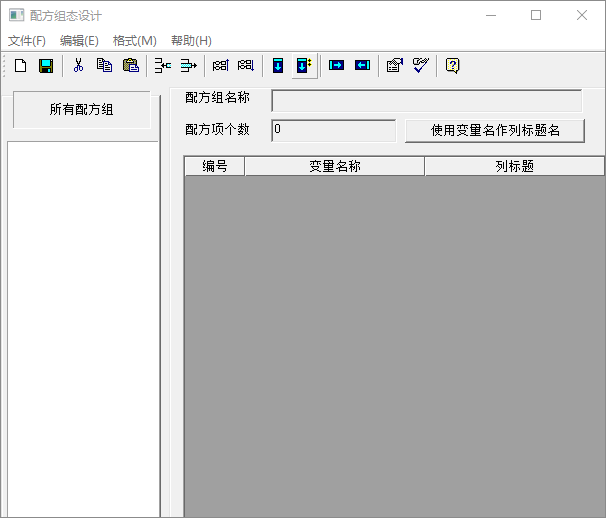 配方组态设计
文件(F) 编辑(E) 格式(M) 帮助(H)
所有配方组
配方组名称
配方项个数 0 使用变量名作列标题名
编号 变量名称 列标题